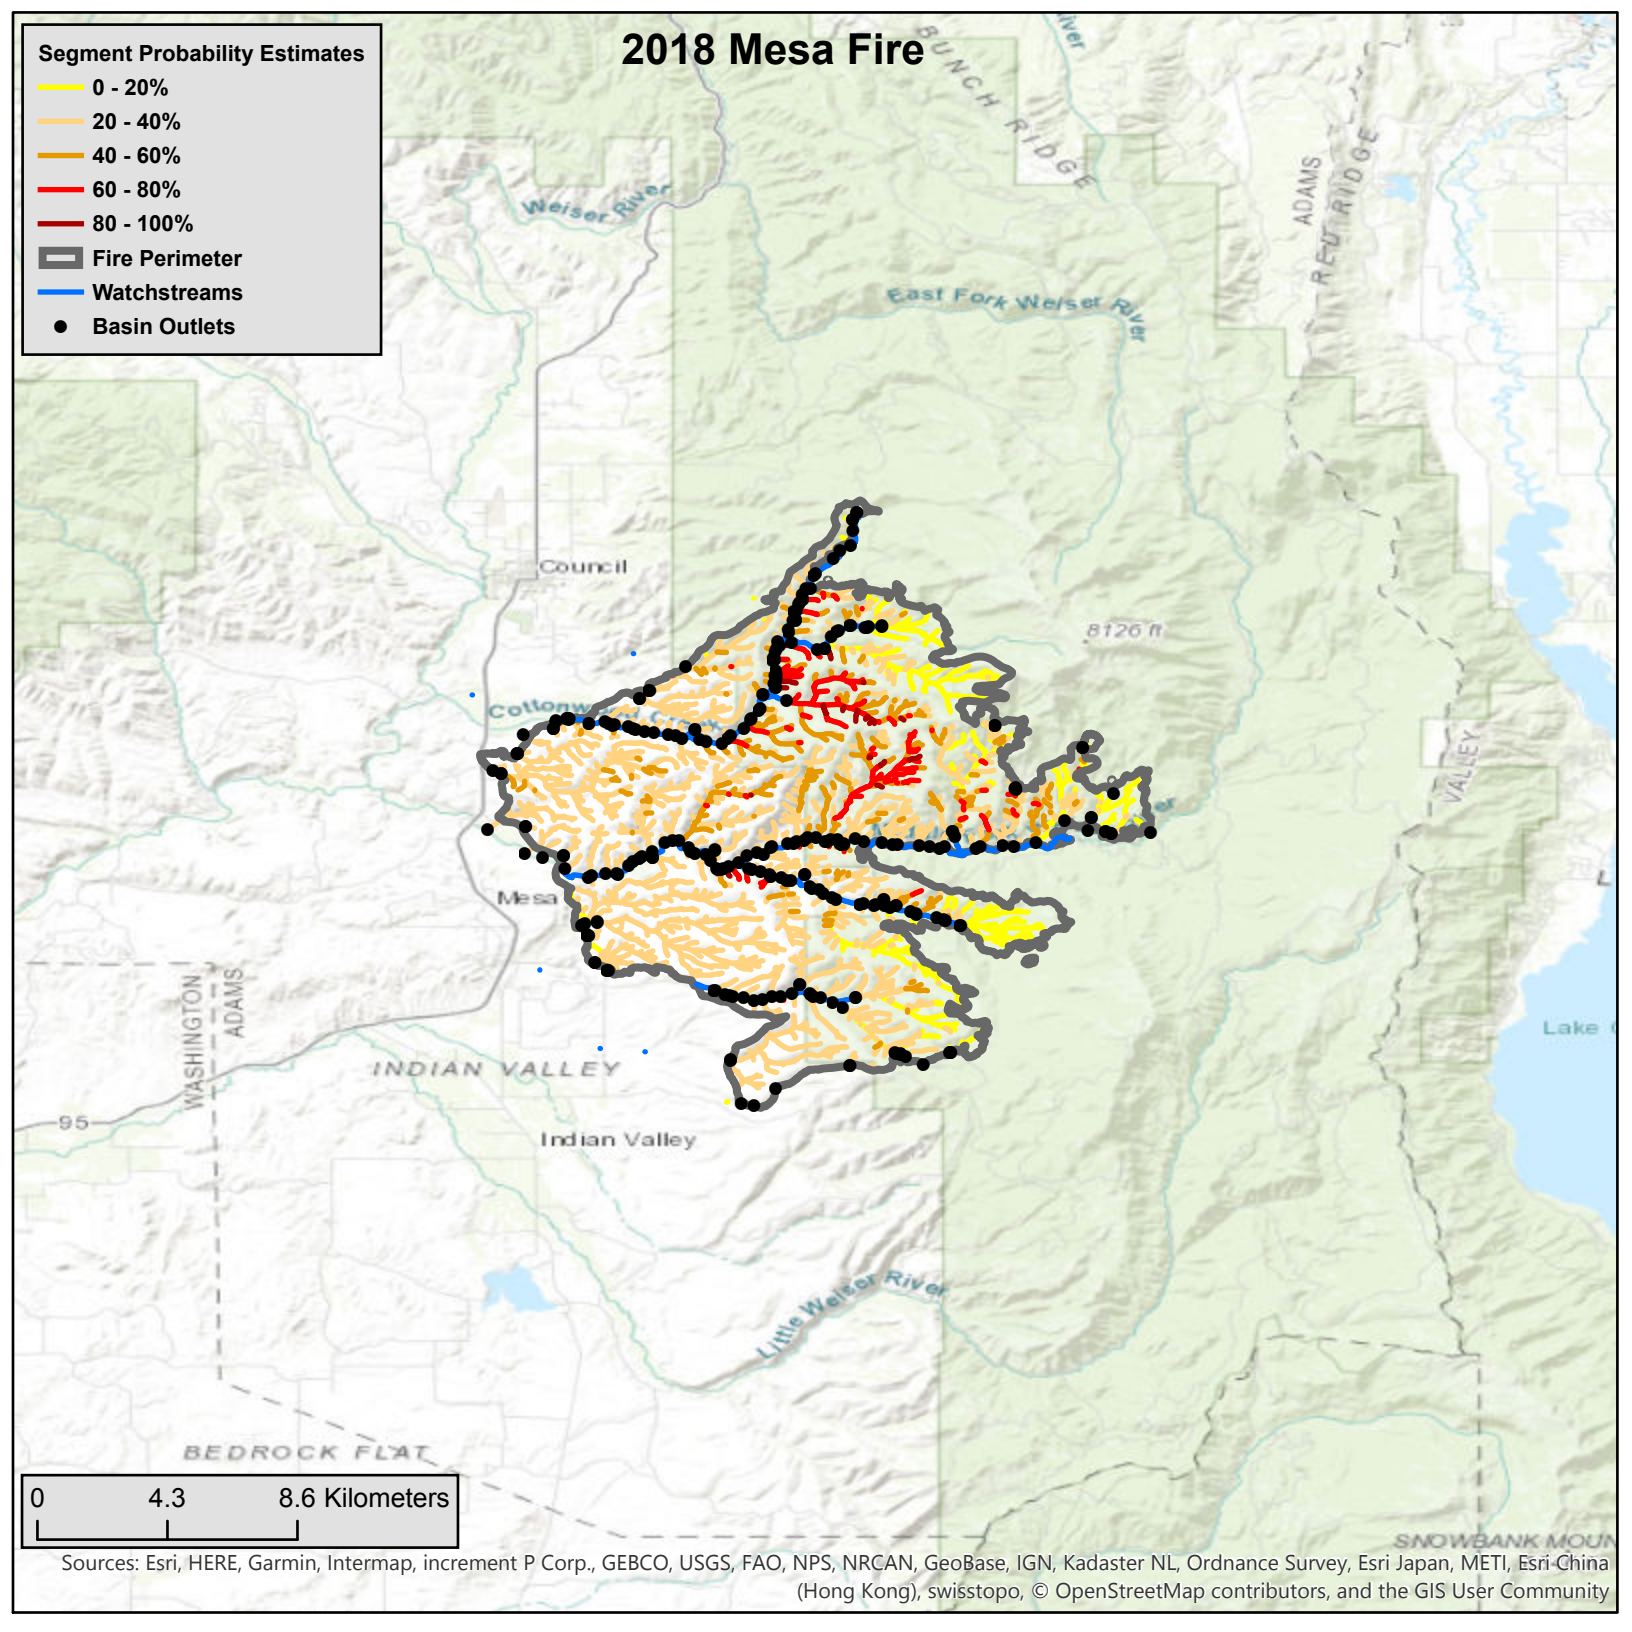 2018 Mesa Fire
Segment Probability Estimates
0 - 20%
20 - 40%
40 - 60%
60 - 80%
80 - 100%
Fire Perimeter
Watchstreams
Basin Outlets
BUNCH RIDGE
River
ADAMS
RED RIDGE
Weiser River
East Fork Weiser River
Council
8126 ft
Cottonwood Creek
VALLEY
Mesa
WASHINGTON
ADAMS
Lake
INDIAN VALLEY
95
Indian Valley
Little Weiser River
BEDROCK FLAT
SNOWBANK MOUN
0 4.3 8.6 Kilometers
Sources: Esri, HERE, Garmin, Intermap, increment P Corp., GEBCO, USGS, FAO, NPS, NRCAN, GeoBase, IGN, Kadaster NL, Ordnance Survey, Esri Japan, METI, Esri China
(Hong Kong), swisstopo, © OpenStreetMap contributors, and the GIS User Community